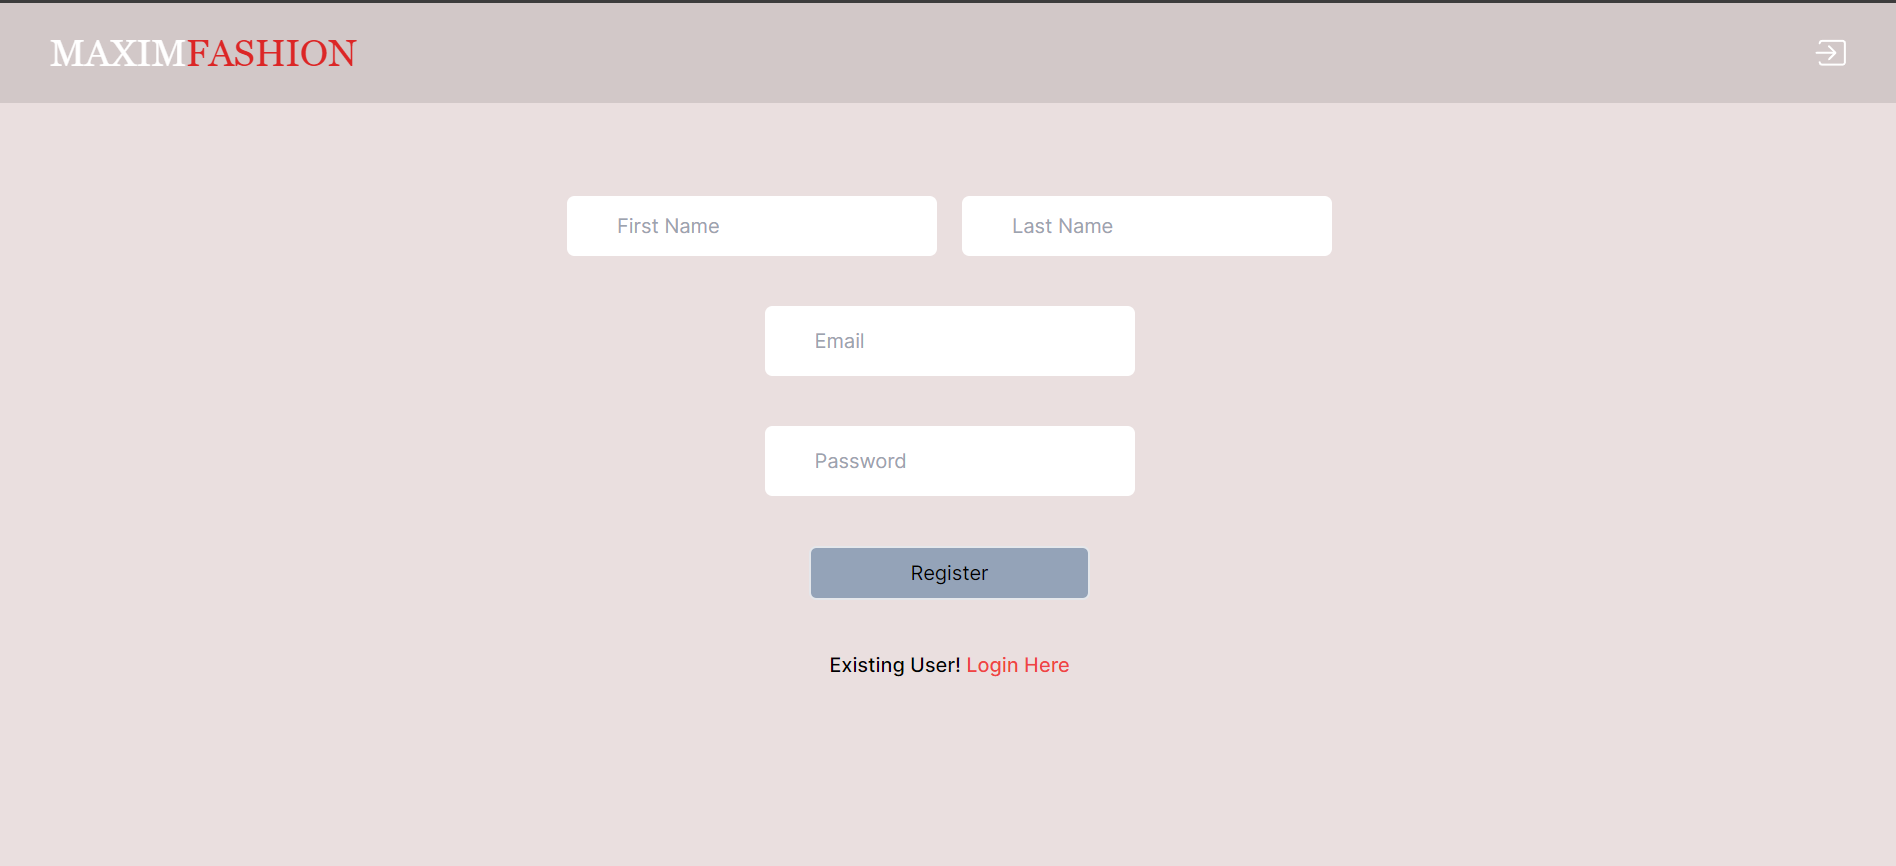 MAXIMFASHION
First Name Last Name
Email
Password
Register
Existing User! Login Here